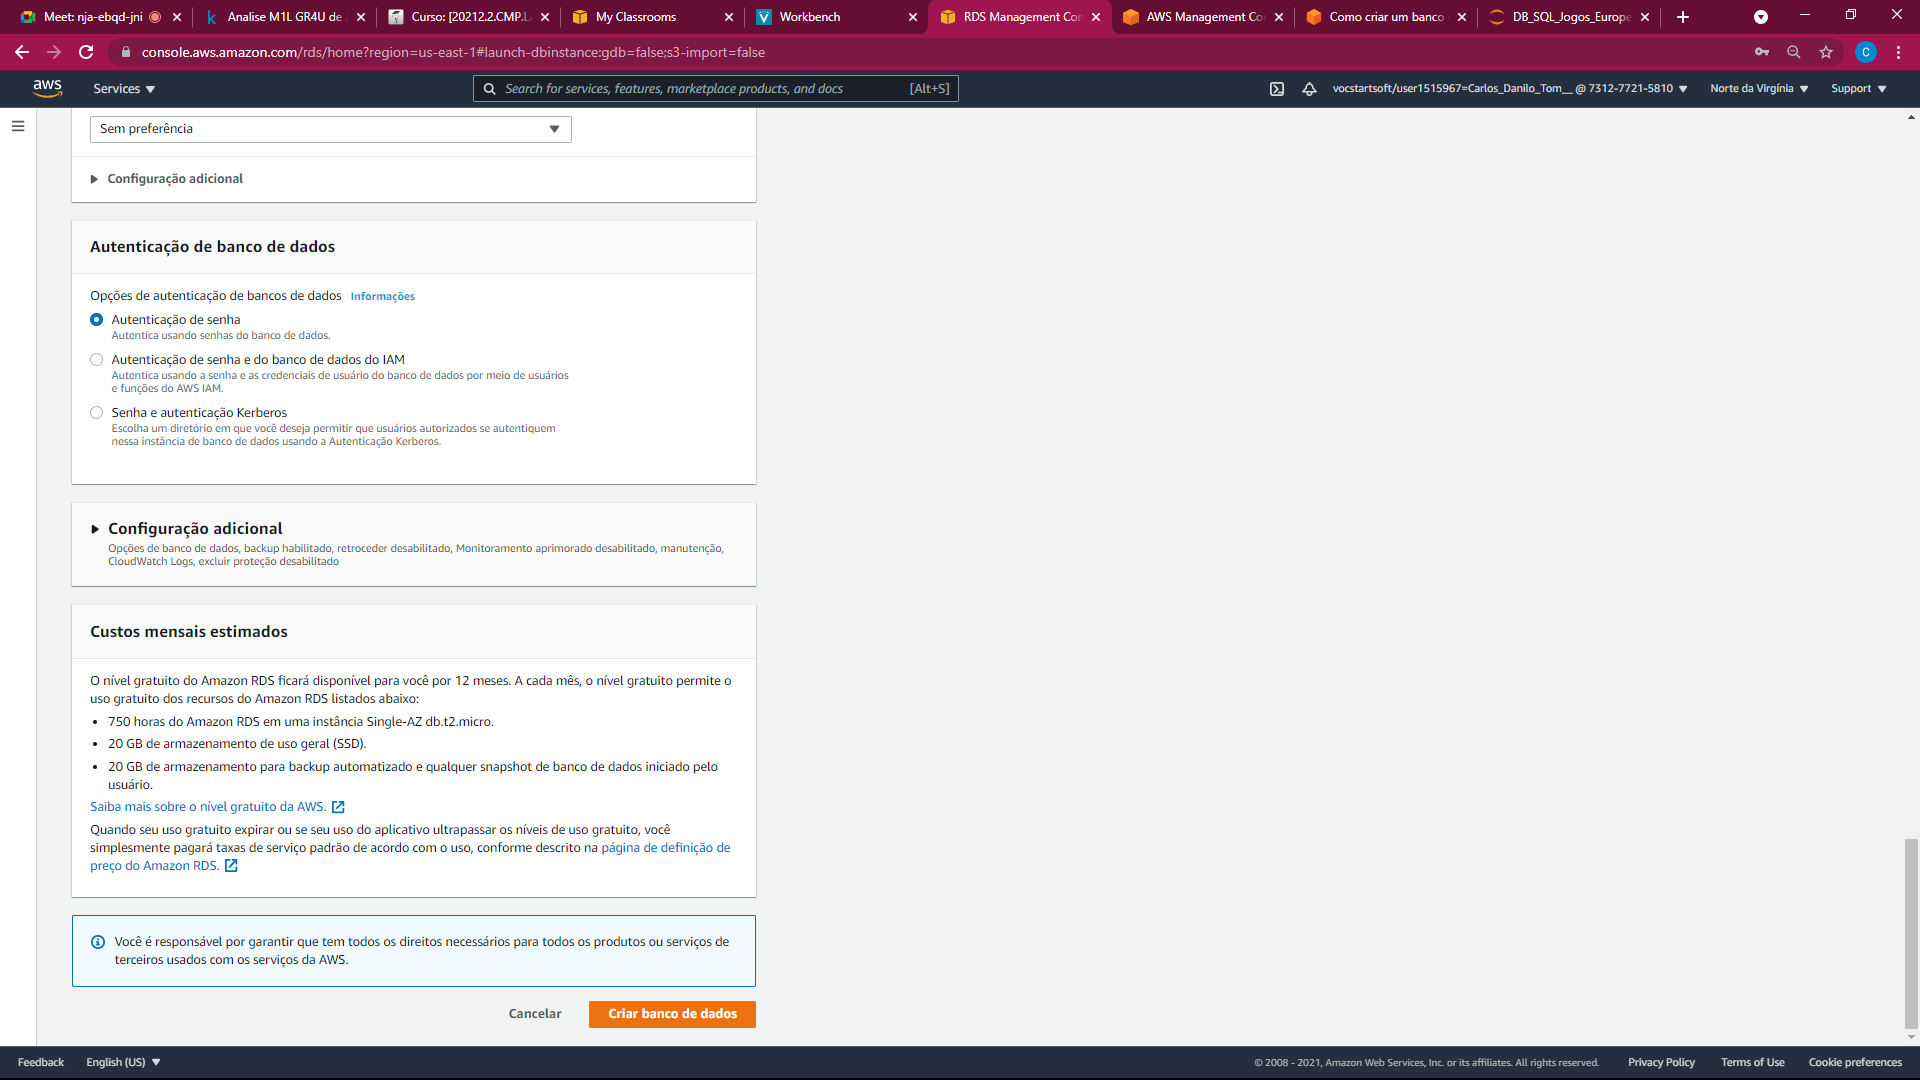 Meet: nja-ebqd-jni
Analise M1L GR4U de
Curso: [20212.2.CMP.L
My Classrooms
Workbench
RDS Management Con
AWS Management Co
Como criar um banco
DB_SQL_Jogos_Europe
console.aws.amazon.com/rds/home?region=us-east-1#launch-dbinstance:gdb=false;s3-import=false
C
aws
Services
Search for services, features, marketplace products, and docs
[Alt+S]
vocstartsoft/user1515967=Carlos_Danilo_Tom__ @ 7312-7721-5810
Norte da Virgínia
Support
Sem preferência
Configuração adicional
Autenticação de banco de dados
Opções de autenticação de bancos de dados Informações
Autenticação de senha
Autentica usando senhas do banco de dados.
Autenticação de senha e do banco de dados do IAM
Autentica usando a senha e as credenciais de usuário do banco de dados por meio de usuários
e funções do AWS IAM.
Senha e autenticação Kerberos
Escolha um diretório em que você deseja permitir que usuários autorizados se autentiquem
nessa instância de banco de dados usando a Autenticação Kerberos.
Configuração adicional
Opções de banco de dados, backup habilitado, retroceder desabilitado, Monitoramento aprimorado desabilitado, manutenção,
CloudWatch Logs, excluir proteção desabilitado
Custos mensais estimados
O nível gratuito do Amazon RDS ficará disponível para você por 12 meses. A cada mês, o nível gratuito permite o
uso gratuito dos recursos do Amazon RDS listados abaixo:
• 750 horas do Amazon RDS em uma instância Single-AZ db.t2.micro.
• 20 GB de armazenamento de uso geral (SSD).
• 20 GB de armazenamento para backup automatizado e qualquer snapshot de banco de dados iniciado pelo
usuário.
Saiba mais sobre o nível gratuito da AWS.
Quando seu uso gratuito expirar ou se seu uso do aplicativo ultrapassar os níveis de uso gratuito, você
simplesmente pagará taxas de serviço padrão de acordo com o uso, conforme descrito na página de definição de
preço do Amazon RDS.
Você é responsável por garantir que tem todos os direitos necessários para todos os produtos ou serviços de
terceiros usados com os serviços da AWS.
Cancelar
Criar banco de dados
Feedback
English (US)
© 2008 - 2021, Amazon Web Services, Inc. or its affiliates. All rights reserved.
Privacy Policy
Terms of Use
Cookie preferences